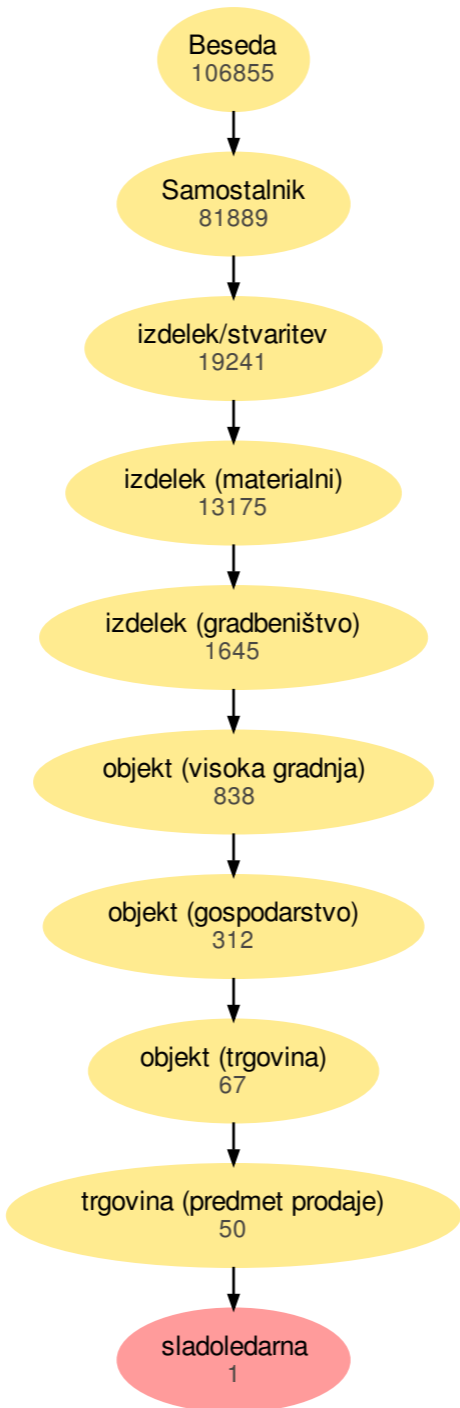 Beseda
106855
Samostalnik
81889
izdelek/stvaritev
19241
izdelek (materialni)
13175
izdelek (gradbeništvo)
1645
objekt (visoka gradnja)
838
objekt (gospodarstvo)
312
objekt (trgovina)
67
trgovina (predmet prodaje)
50
sladoledarna
1